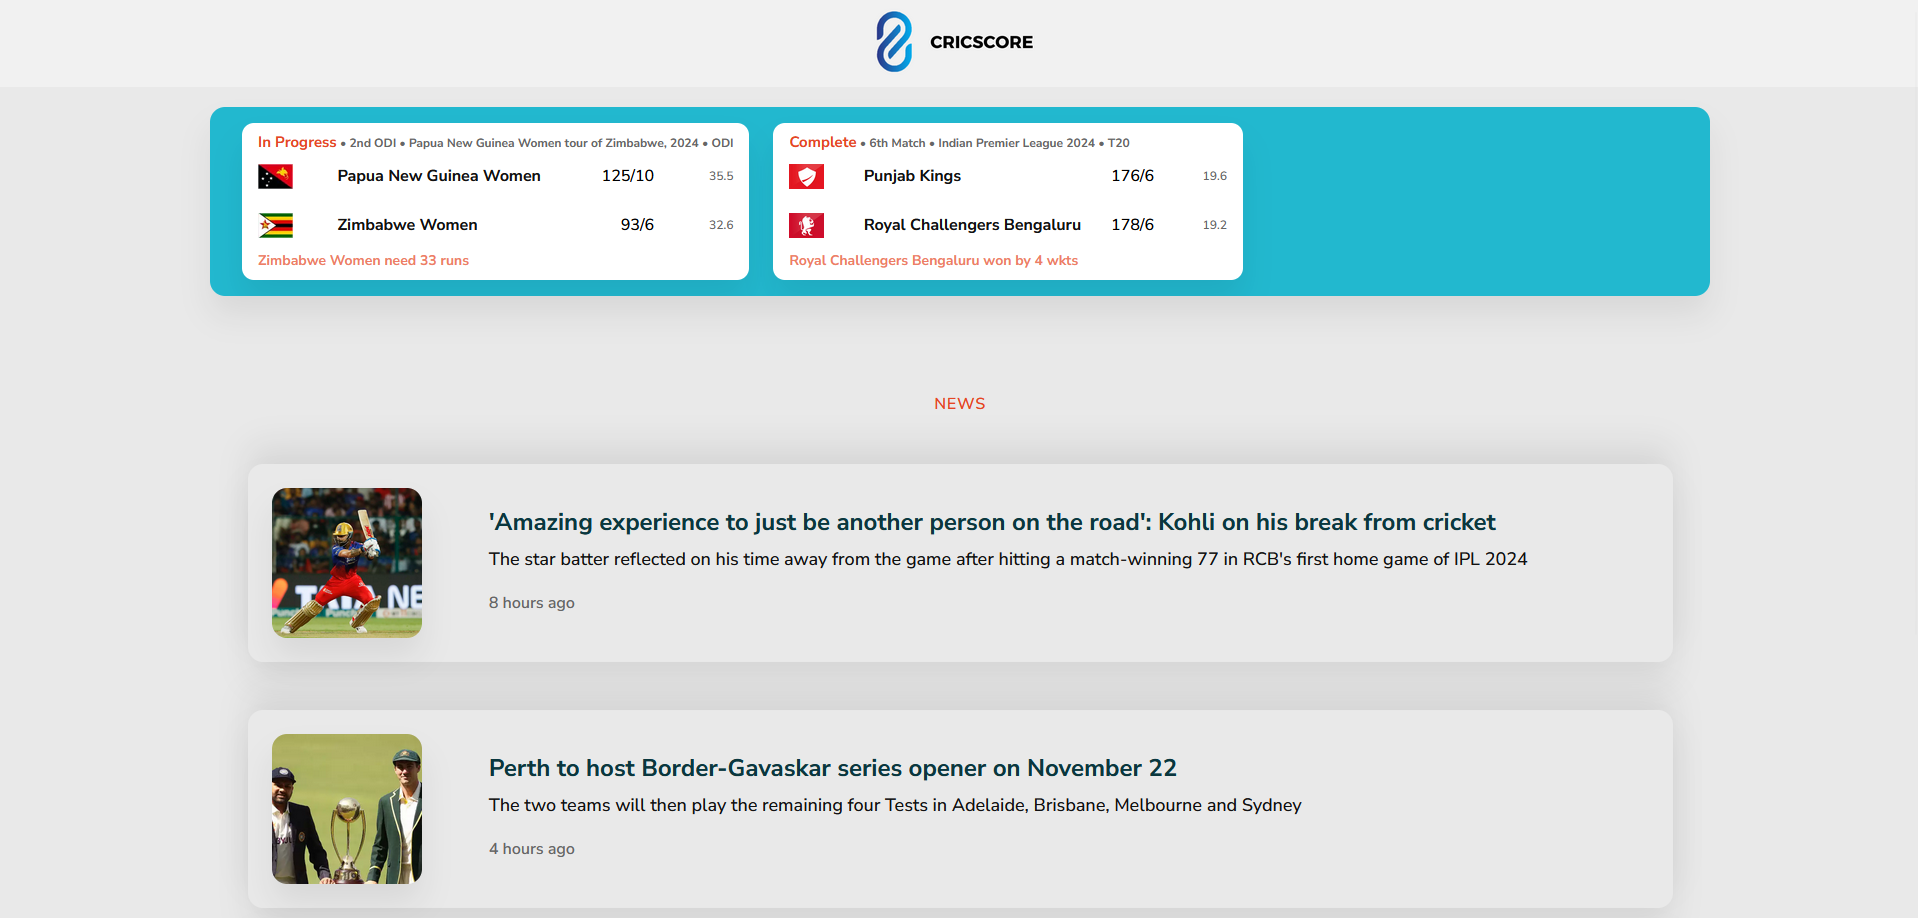 CRICSCORE
In Progress • 2nd ODI • Papua New Guinea Women tour of Zimbabwe, 2024 • ODI
Papua New Guinea Women 125/10 35.5
Zimbabwe Women 93/6 32.6
Zimbabwe Women need 33 runs
Complete • 6th Match • Indian Premier League 2024 • T20
Punjab Kings 176/6 19.6
Royal Challengers Bengaluru 178/6 19.2
Royal Challengers Bengaluru won by 4 wkts
NEWS
'Amazing experience to just be another person on the road': Kohli on his break from cricket
The star batter reflected on his time away from the game after hitting a match-winning 77 in RCB's first home game of IPL 2024
8 hours ago
Perth to host Border-Gavaskar series opener on November 22
The two teams will then play the remaining four Tests in Adelaide, Brisbane, Melbourne and Sydney
4 hours ago